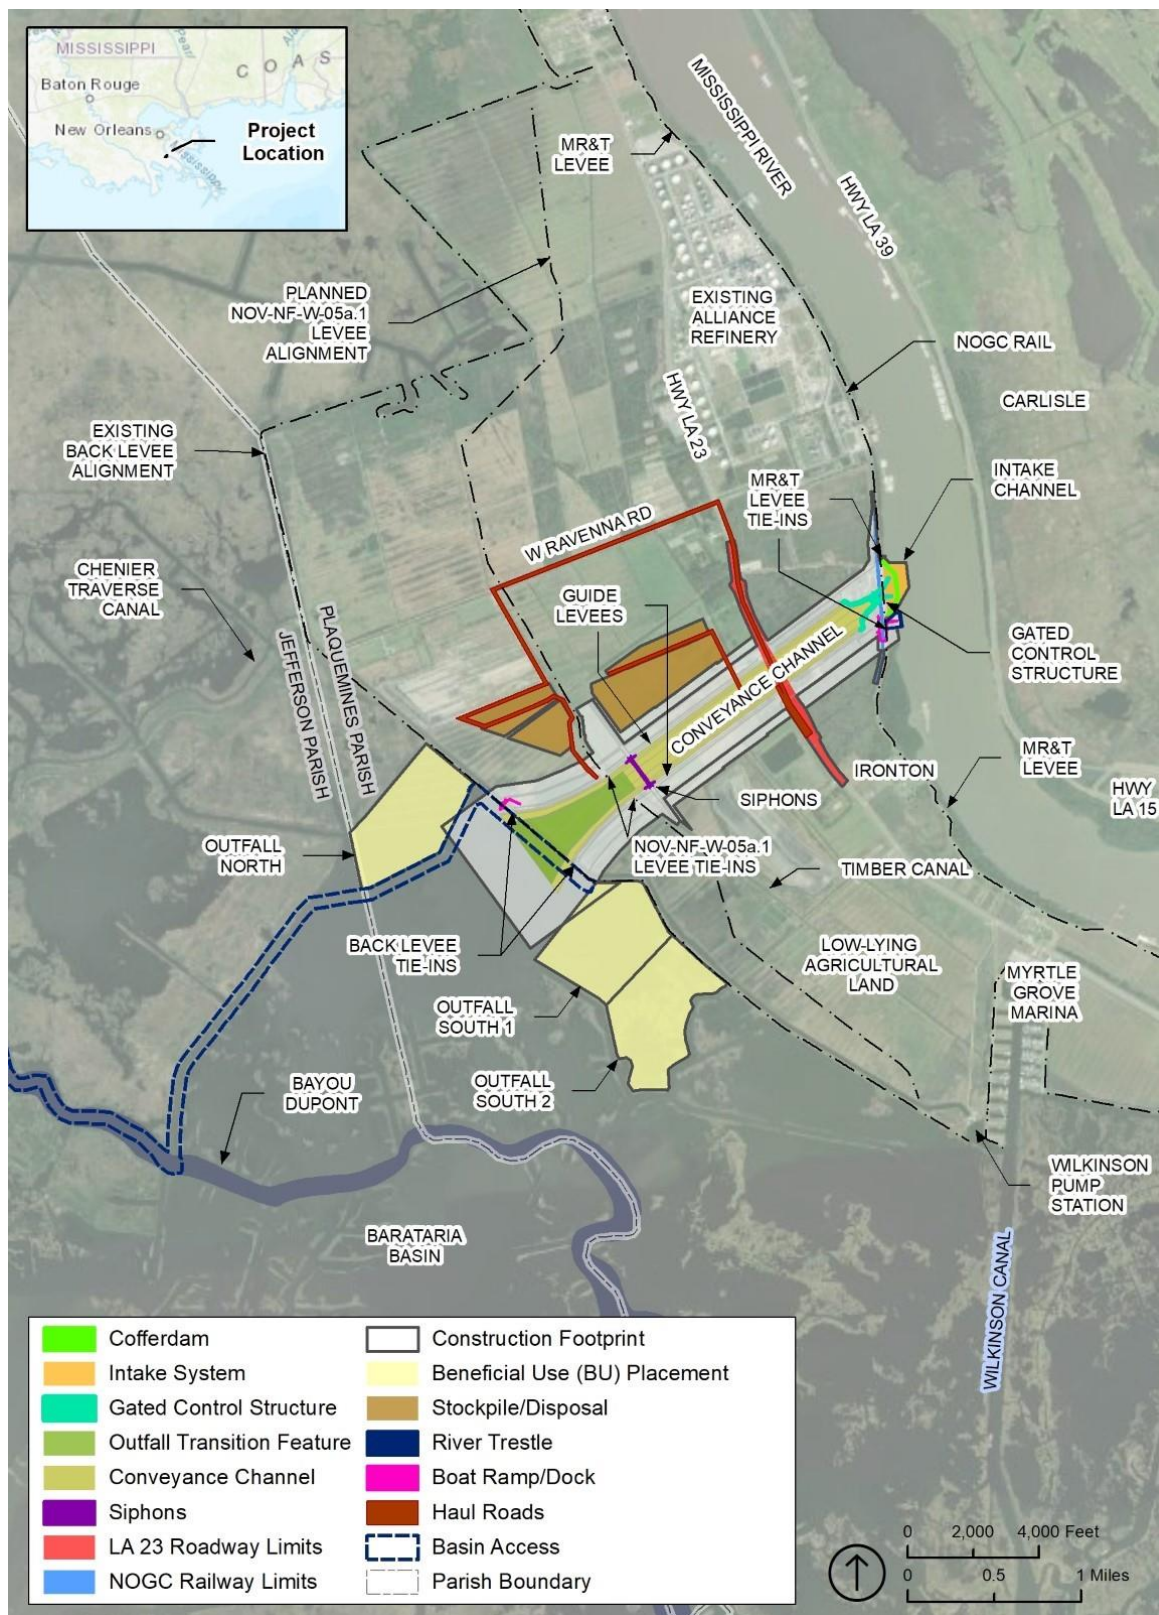 MISSISSIPPI
Pearl
C O A S
Baton Rouge
New Orleans
Mississippi
Project
Location
MISSISSIPPI RIVER
MR&T
LEVEE
HWY LA 39
PLANNED
NOV-NF-W-05a.1
LEVEE
ALIGNMENT
EXISTING
ALLIANCE
REFINERY
NOGC RAIL
HWY LA 23
CARLISLE
EXISTING
BACK LEVEE
ALIGNMENT
MR&T
LEVEE
TIE-INS
INTAKE
CHANNEL
W RAVENNA RD
CHENIER
TRAVERSE
CANAL
GUIDE
LEVEES
PLAQUEMINES PARISH
JEFFERSON PARISH
CONVEYANCE CHANNEL
GATED
CONTROL
STRUCTURE
MR&T
LEVEE
IRONTON
HWY
LA 15
SIPHONS
OUTFALL
NORTH
NOV-NF-W-05a.1
LEVEE TIE-INS
TIMBER CANAL
BACK LEVEE
TIE-INS
LOW-LYING
AGRICULTURAL
LAND
MYRTLE
GROVE
MARINA
OUTFALL
SOUTH 1
OUTFALL
SOUTH 2
BAYOU
DUPONT
WILKINSON
PUMP
STATION
BARATARIA
BASIN
WILKINSON CANAL
Cofferdam
Intake System
Gated Control Structure
Outfall Transition Feature
Conveyance Channel
Siphons
LA 23 Roadway Limits
NOGC Railway Limits
Construction Footprint
Beneficial Use (BU) Placement
Stockpile/Disposal
River Trestle
Boat Ramp/Dock
Haul Roads
Basin Access
Parish Boundary
0 2,000 4,000 Feet
0 0.5 1 Miles